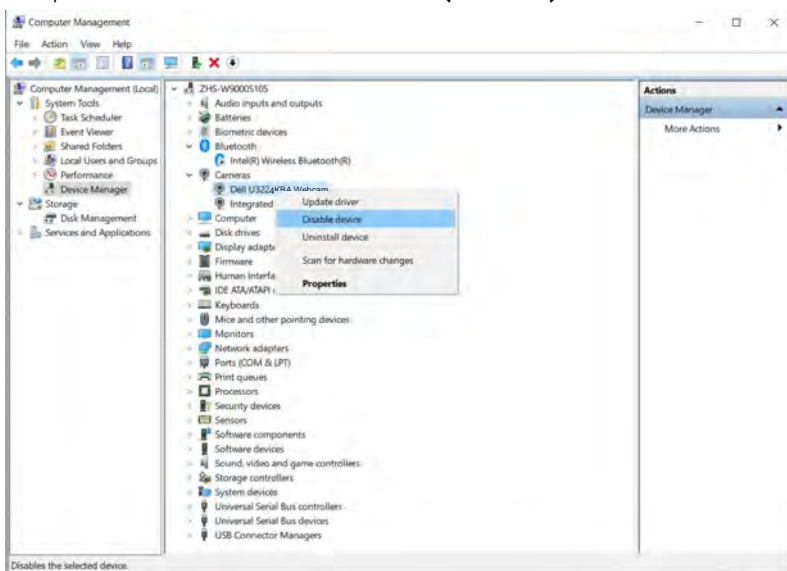 Computer Management
File Action View Help
Computer Management (Local)
System Tools
Task Scheduler
Event Viewer
Shared Folders
Local Users and Groups
Performance
Device Manager
Storage
Disk Management
Services and Applications
ZHS-W90005105
Audio inputs and outputs
Batteries
Biometric devices
Bluetooth
Intel(R) Wireless Bluetooth(R)
Cameras
Dell U3224KBA Webcam
Integrated
Computer
Disk drives
Display adapte
Firmware
Human Interfa
IDE ATA/ATAPI
Keyboards
Mice and other pointing devices
Monitors
Network adapters
Ports (COM & LPT)
Print queues
Processors
Security devices
Sensors
Software components
Software devices
Sound, video and game controllers
Storage controllers
System devices
Universal Serial Bus controllers
Universal Serial Bus devices
USB Connector Managers
Update driver
Disable device
Uninstall device
Scan for hardware changes
Properties
Actions
Device Manager
More Actions
Disables the selected device.